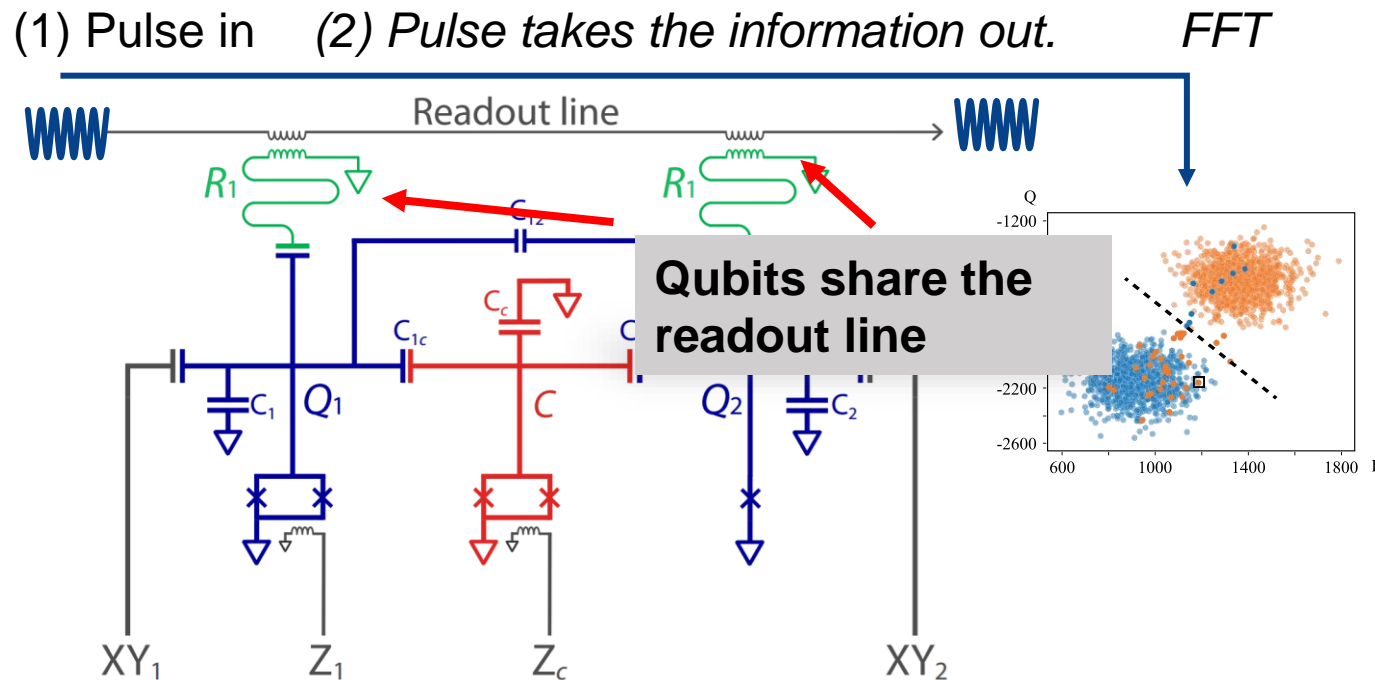 (1) Pulse in (2) Pulse takes the information out. FFT
Readout line
R1
R1
C12
Qubits share the
readout line
Cc
C1c
C
C1
Q1
C
Q2
C2
XY1
Z1
Zc
XY2
Q
-1200
-2200
-2600
600 1000 1400 1800 I